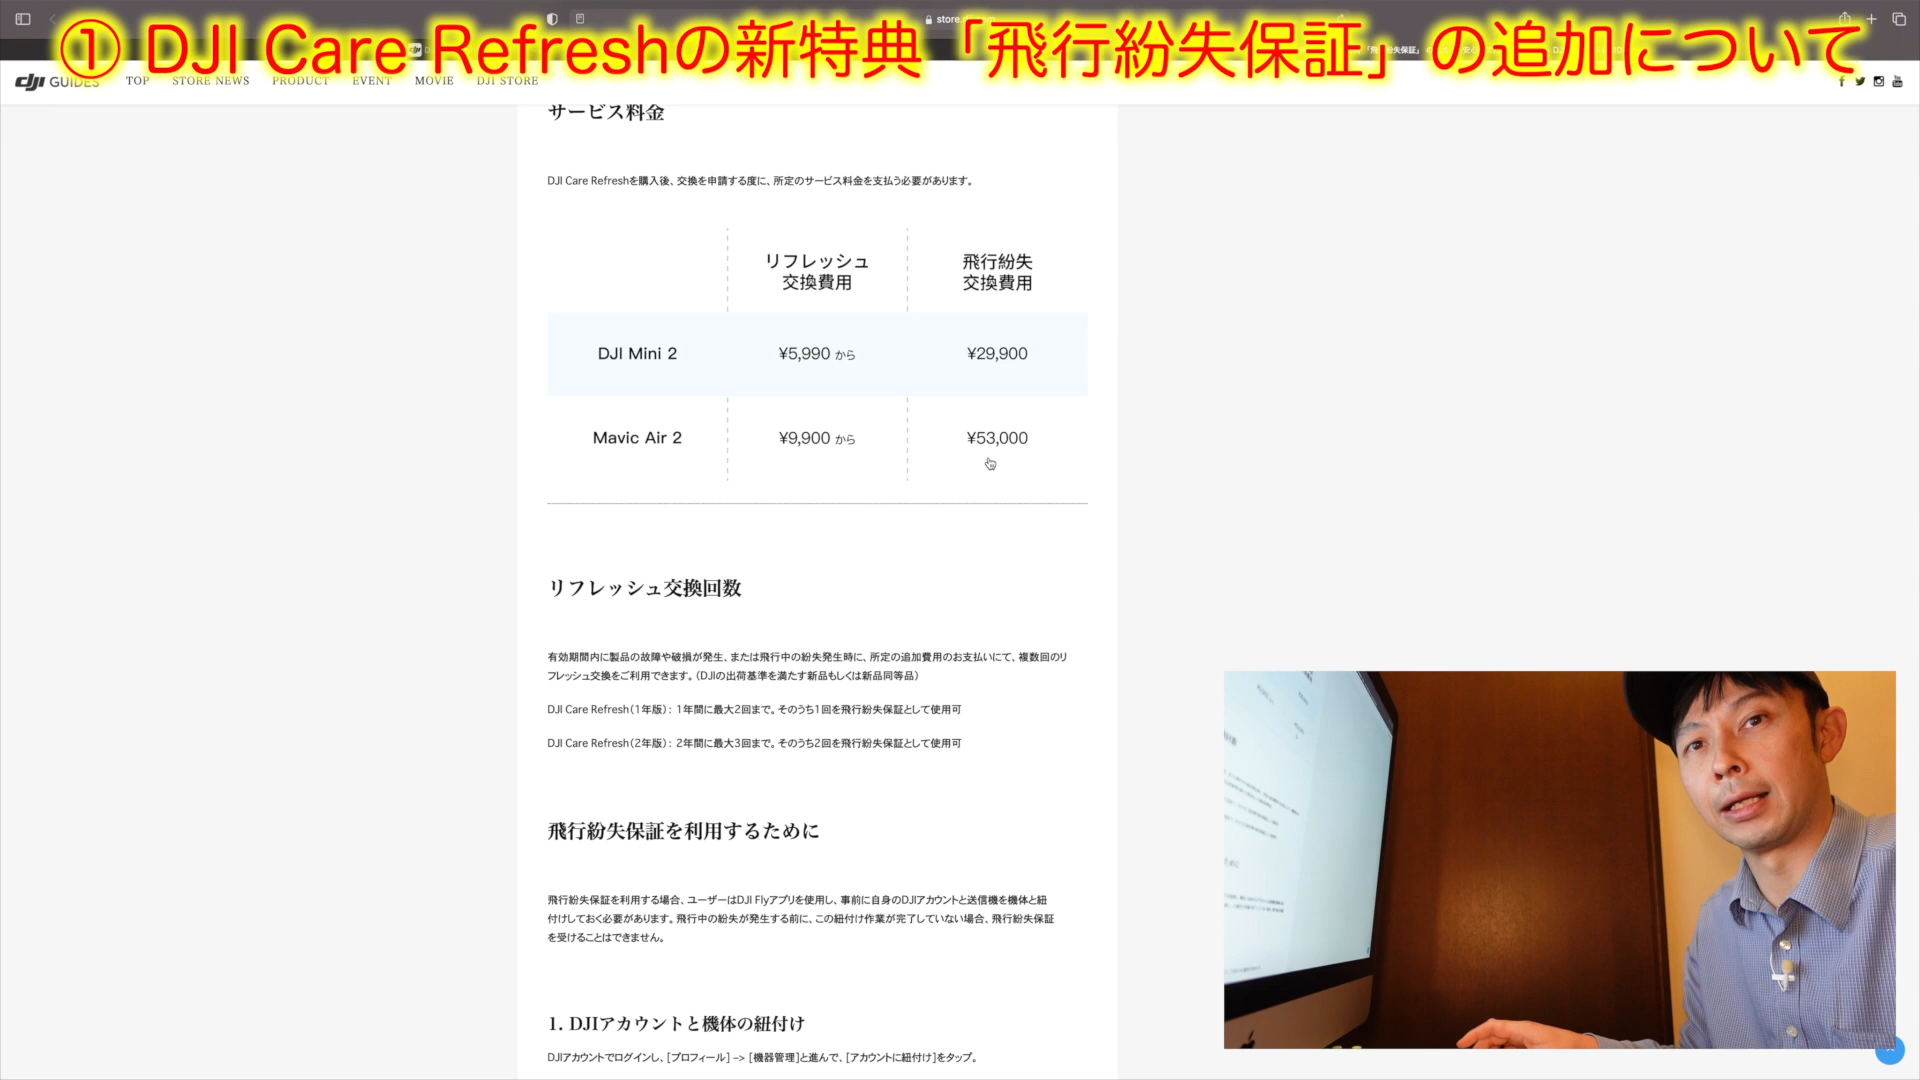 ① DJI Care Refreshの新特典「飛行紛失保証」の追加について
dji GUIDES TOP STORE NEWS PRODUCT EVENT MOVIE DJI STORE
サービス料金
DJI Care Refreshを購入後、交換を申請する度に、所定のサービス料金を支払う必要があります。
リフレッシュ
交換費用
飛行紛失
交換費用
DJI Mini 2 ¥5,990 から ¥29,900
Mavic Air 2 ¥9,900 から ¥53,000
リフレッシュ交換回数
有効期間内に製品の故障や破損が発生、または飛行中の紛失発生時に、所定の追加費用のお支払いにて、複数回のリ
フレッシュ交換をご利用できます。（DJIの出荷基準を満たす新品もしくは新品同等品）
DJI Care Refresh（1年版）： 1年間に最大2回まで。そのうち1回を飛行紛失保証として使用可
DJI Care Refresh（2年版）： 2年間に最大3回まで。そのうち2回を飛行紛失保証として使用可
飛行紛失保証を利用するために
飛行紛失保証を利用する場合、ユーザーはDJI Flyアプリを使用し、事前に自身のDJIアカウントと送信機を機体と紐
付けしておく必要があります。飛行中の紛失が発生する前に、この紐付け作業が完了していない場合、飛行紛失保証
を受けることはできません。
1. DJIアカウントと機体の紐付け
DJIアカウントでログインし、[プロフィール] –> [機器管理]と進んで、[アカウントに紐付け]をタップ。